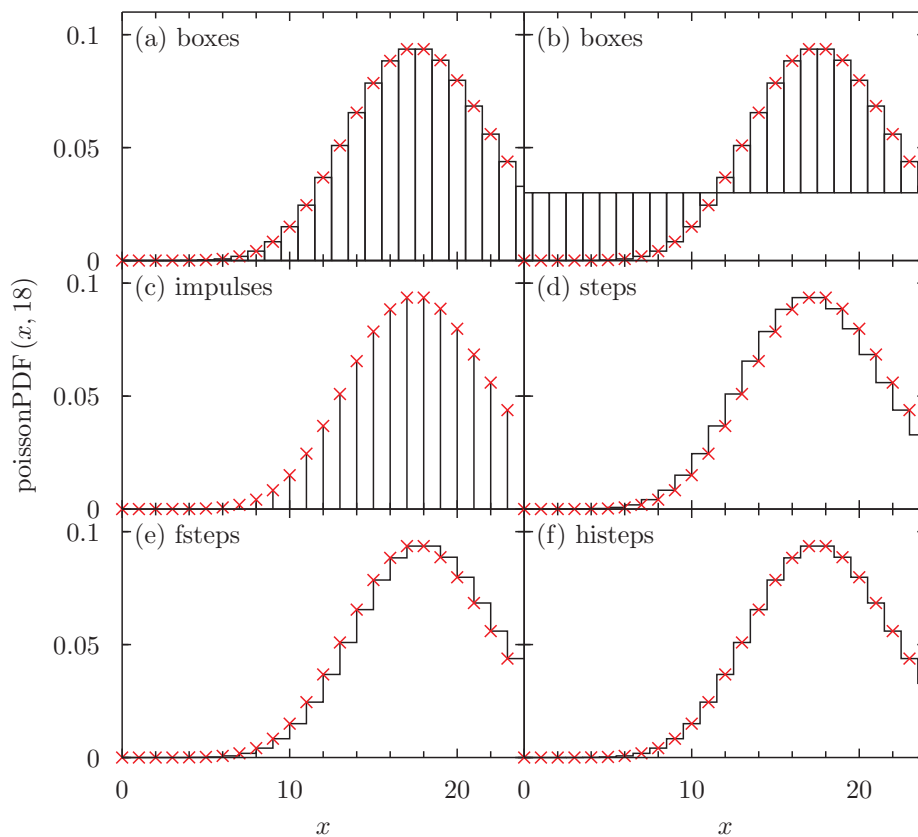 poissonPDF (x, 18)
0.1
(a) boxes
0.05
0
(b) boxes
0.1
(c) impulses
0.05
0
(d) steps
0.1
(e) fsteps
0.05
0
(f) histeps
0 10 20
0 10 20
x
x